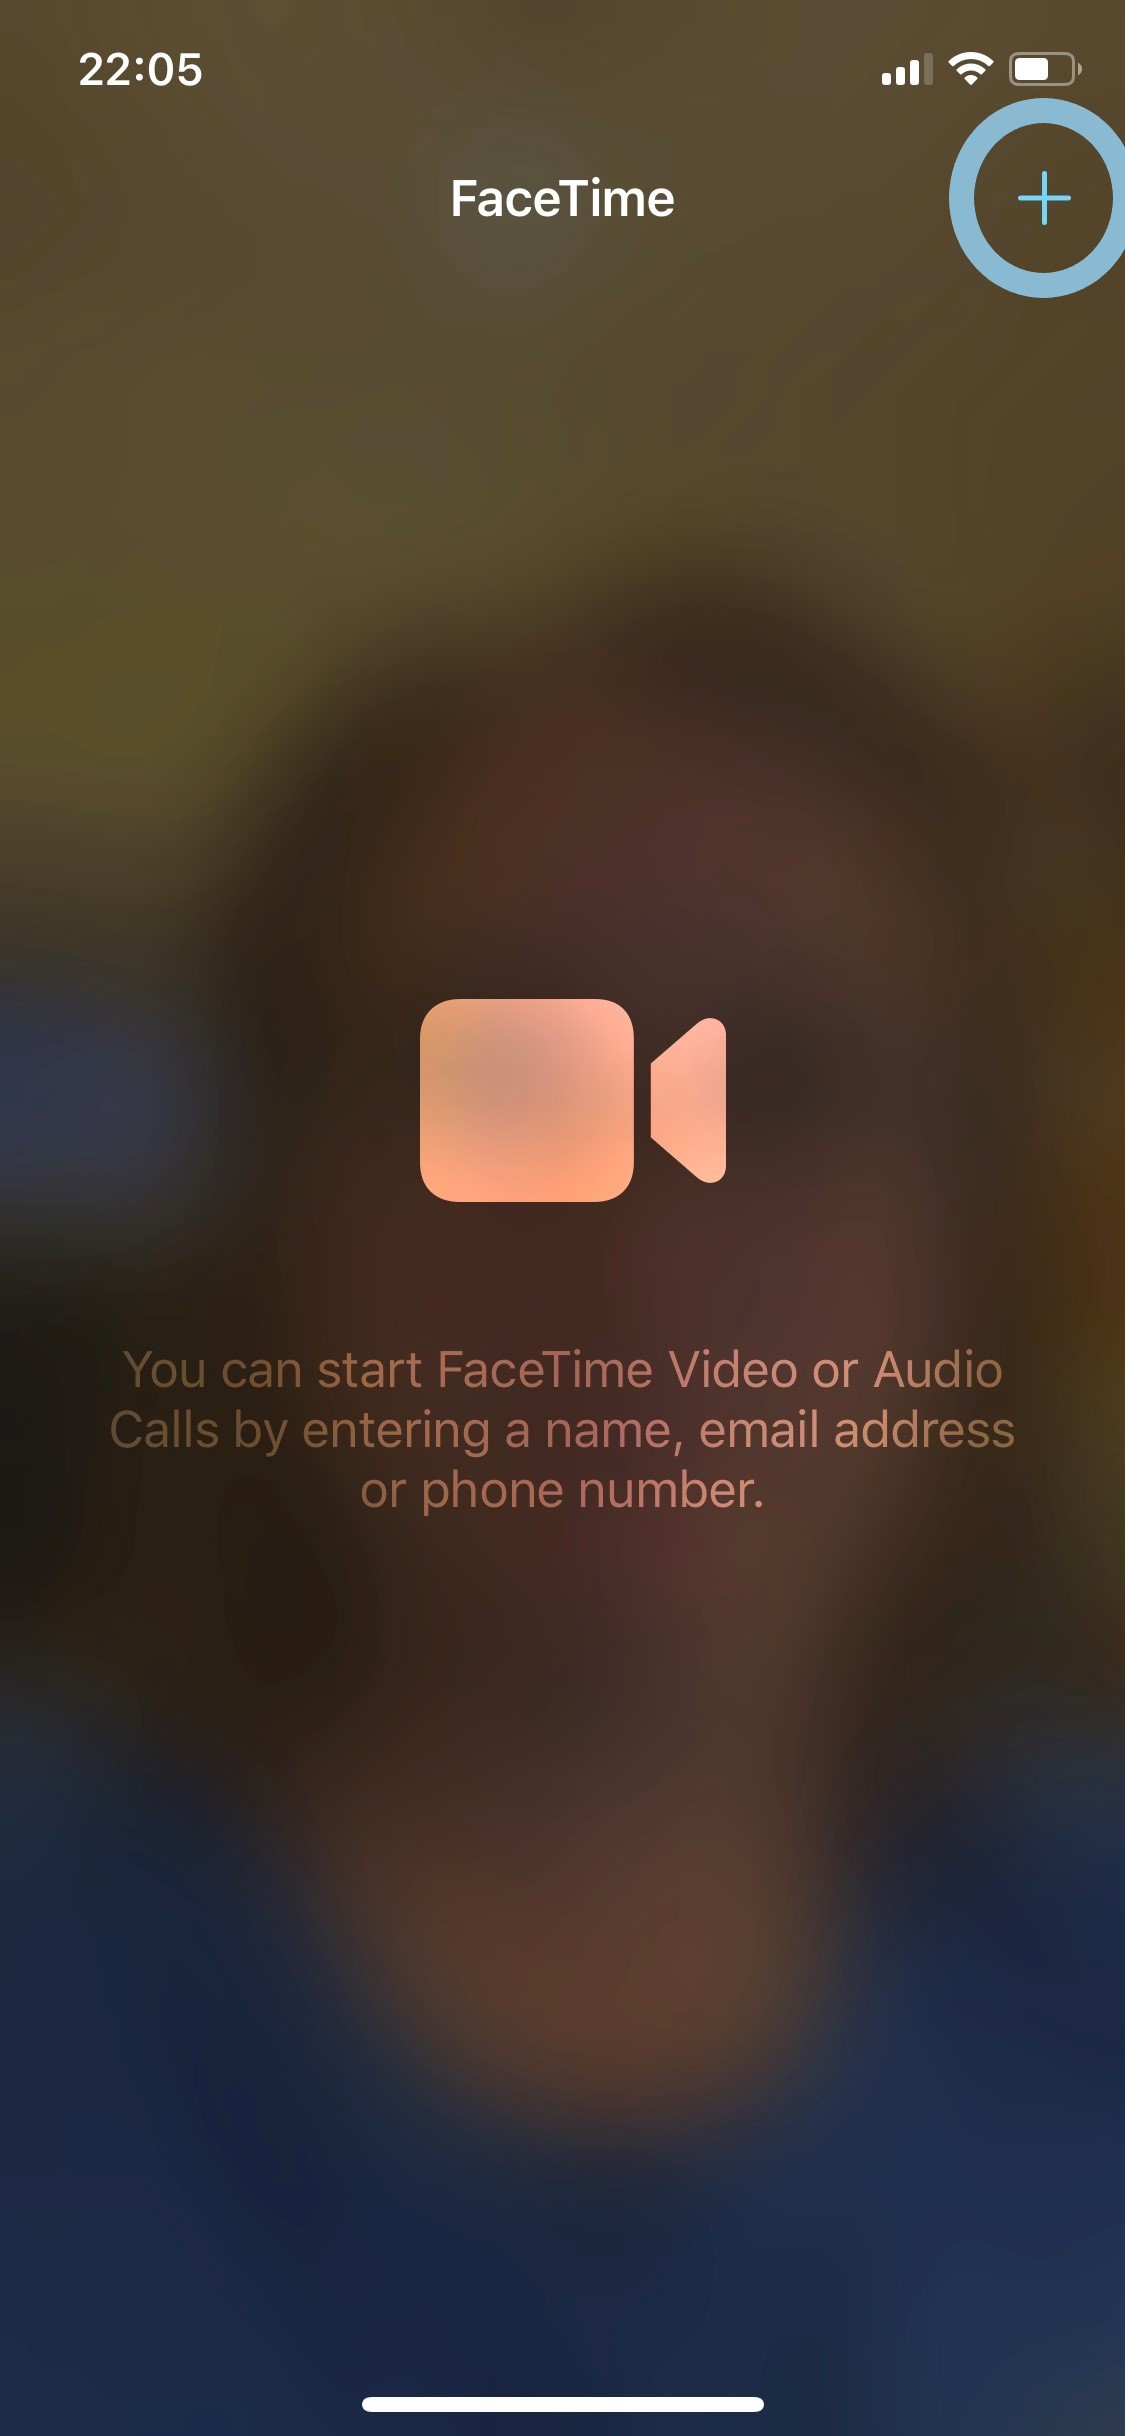 22:05
FaceTime
You can start FaceTime Video or Audio
Calls by entering a name, email address
or phone number.